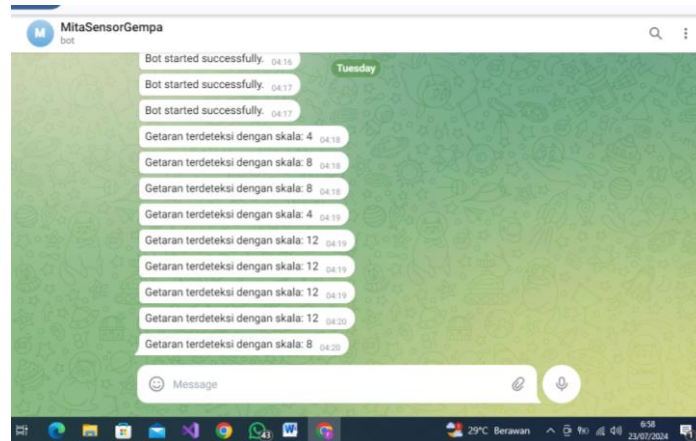 M
MitaSensorGempa
bot
Bot started successfully. 04:16
Tuesday
Bot started successfully. 04:17
Bot started successfully. 04:17
Getaran terdeteksi dengan skala: 4 04:18
Getaran terdeteksi dengan skala: 8 04:18
Getaran terdeteksi dengan skala: 8 04:18
Getaran terdeteksi dengan skala: 4 04:19
Getaran terdeteksi dengan skala: 12 04:19
Getaran terdeteksi dengan skala: 12 04:19
Getaran terdeteksi dengan skala: 12 04:19
Getaran terdeteksi dengan skala: 12 04:20
Getaran terdeteksi dengan skala: 8 04:20
Message
29°C Berawan
6:58
23/07/2024